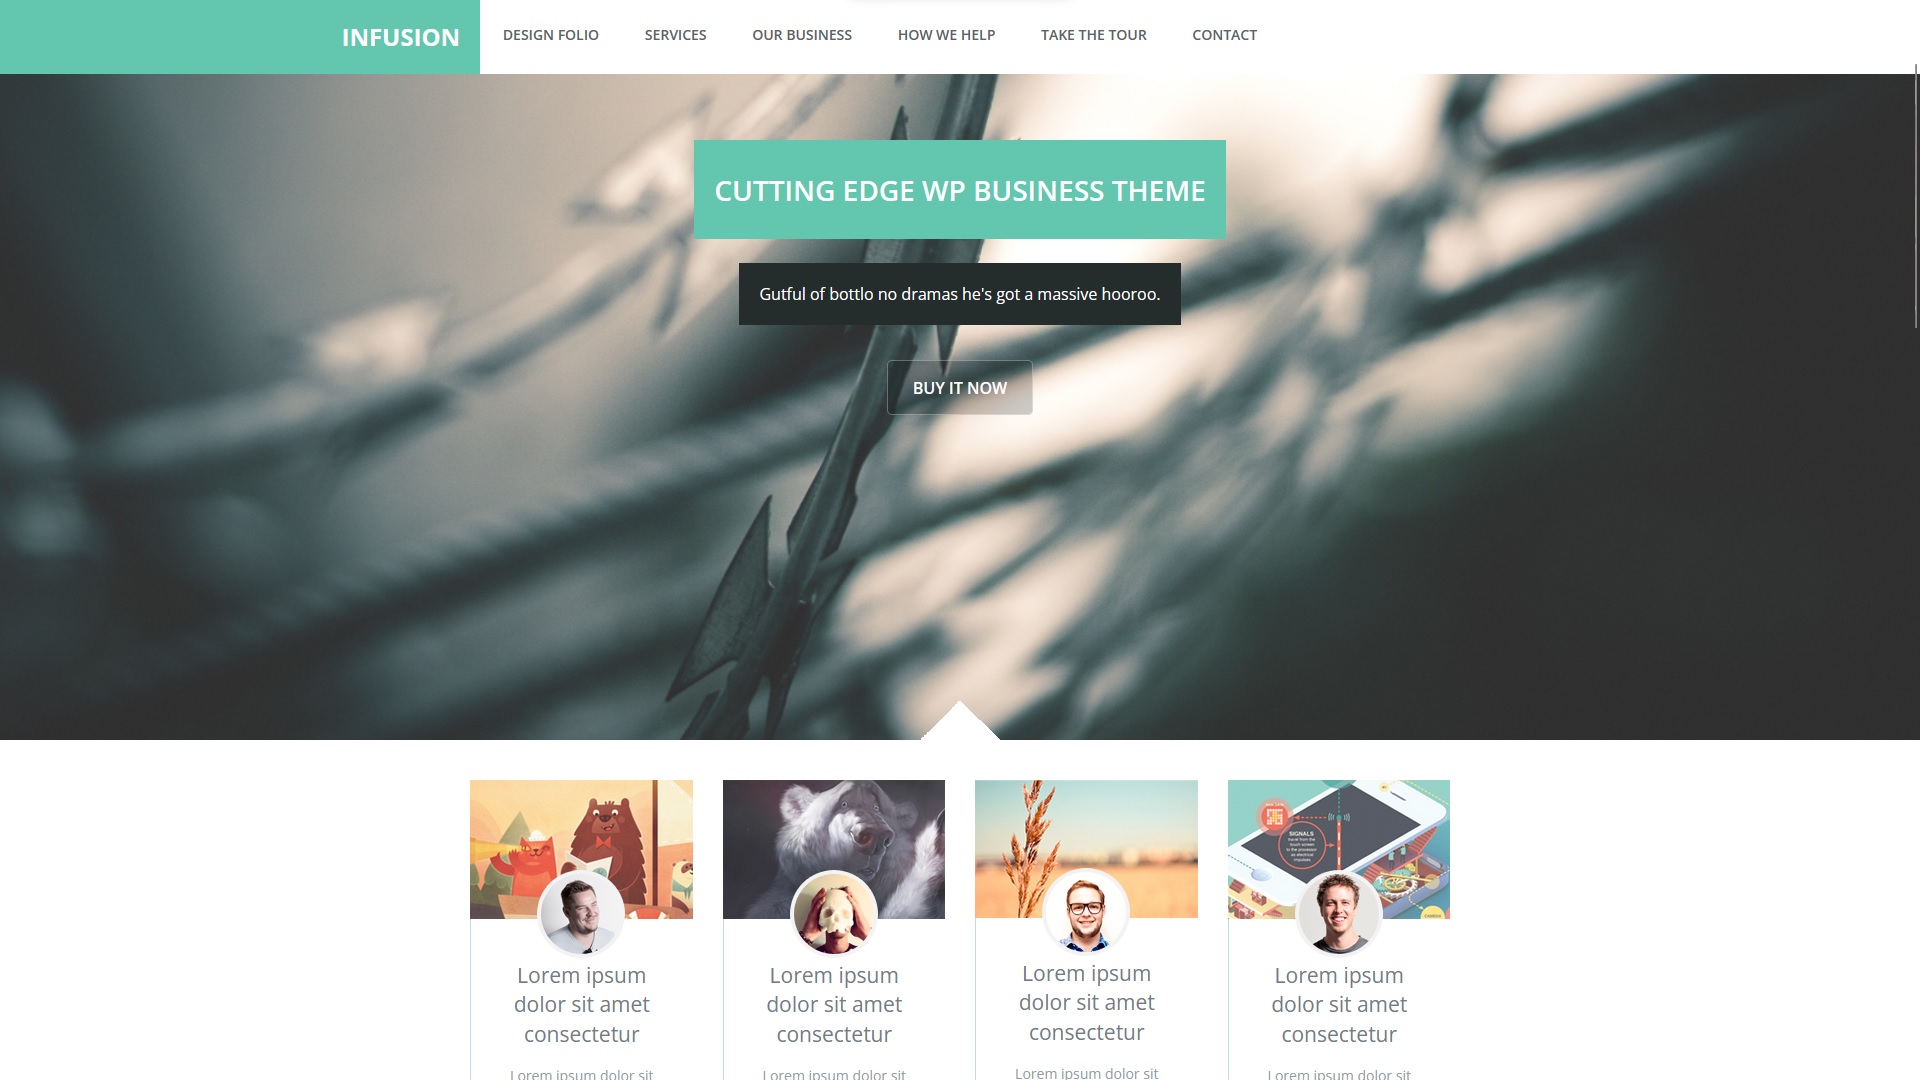 INFUSION
DESIGN FOLIO
SERVICES
OUR BUSINESS
HOW WE HELP
TAKE THE TOUR
CONTACT
CUTTING EDGE WP BUSINESS THEME
Gutful of bottlo no dramas he's got a massive hooroo.
BUY IT NOW
SIGNALS
Lorem ipsum
dolor sit amet
consectetur
Lorem ipsum dolor sit
Lorem ipsum
dolor sit amet
consectetur
Lorem ipsum dolor sit
Lorem ipsum
dolor sit amet
consectetur
Lorem ipsum dolor sit
Lorem ipsum
dolor sit amet
consectetur
Lorem ipsum dolor sit